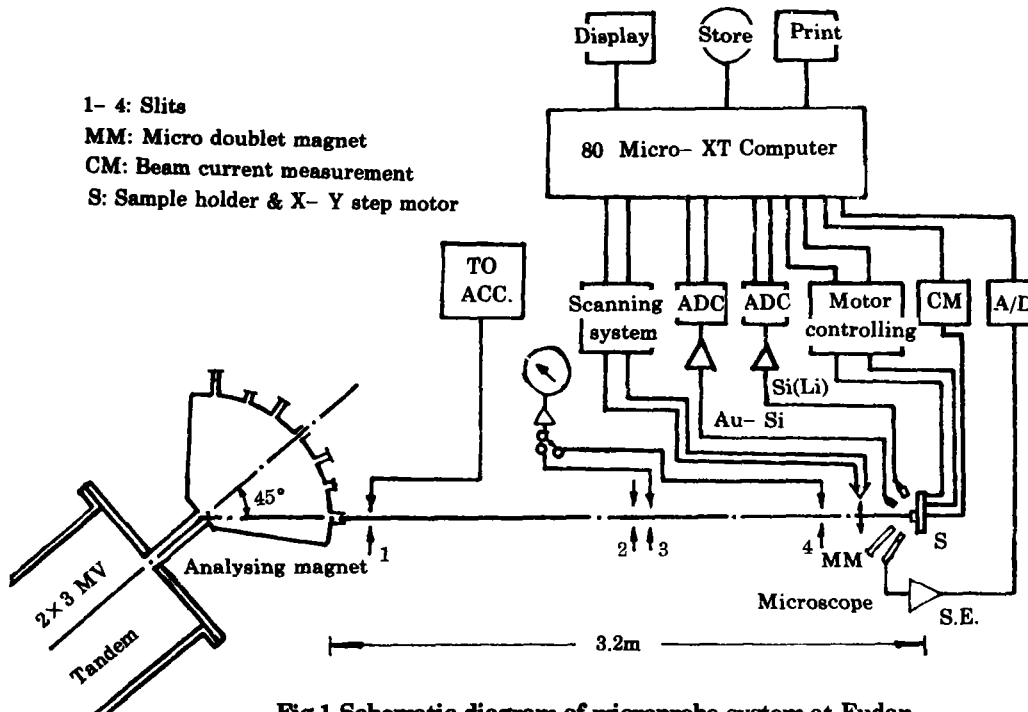 Display
Store
Print
1– 4: Slits
MM: Micro doublet magnet
CM: Beam current measurement
S: Sample holder & X– Y step motor
80 Micro– XT Computer
TO
ACC.
Scanning
system
ADC
ADC
Motor
controlling
CM
A/D
Si(Li)
Au– Si
45°
1
2
3
4
MM
S
Analysing magnet
2×3 MV
Tandem
Microscope
S.E.
3.2m
Fig.1 Schematic diagram of microprobe system at Fudan